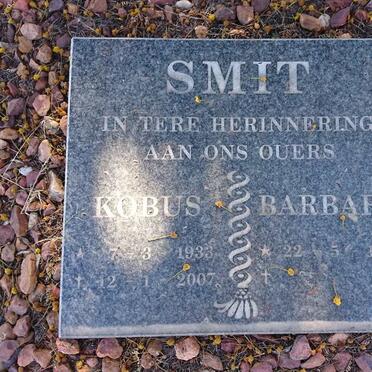 SMIT
IN TERE HERINNERING
AAN ONS OUERS
KOBUS BARBAR
★ 7 - 3 1933 ★ 22 - 5
† 12 - 1 2007 †